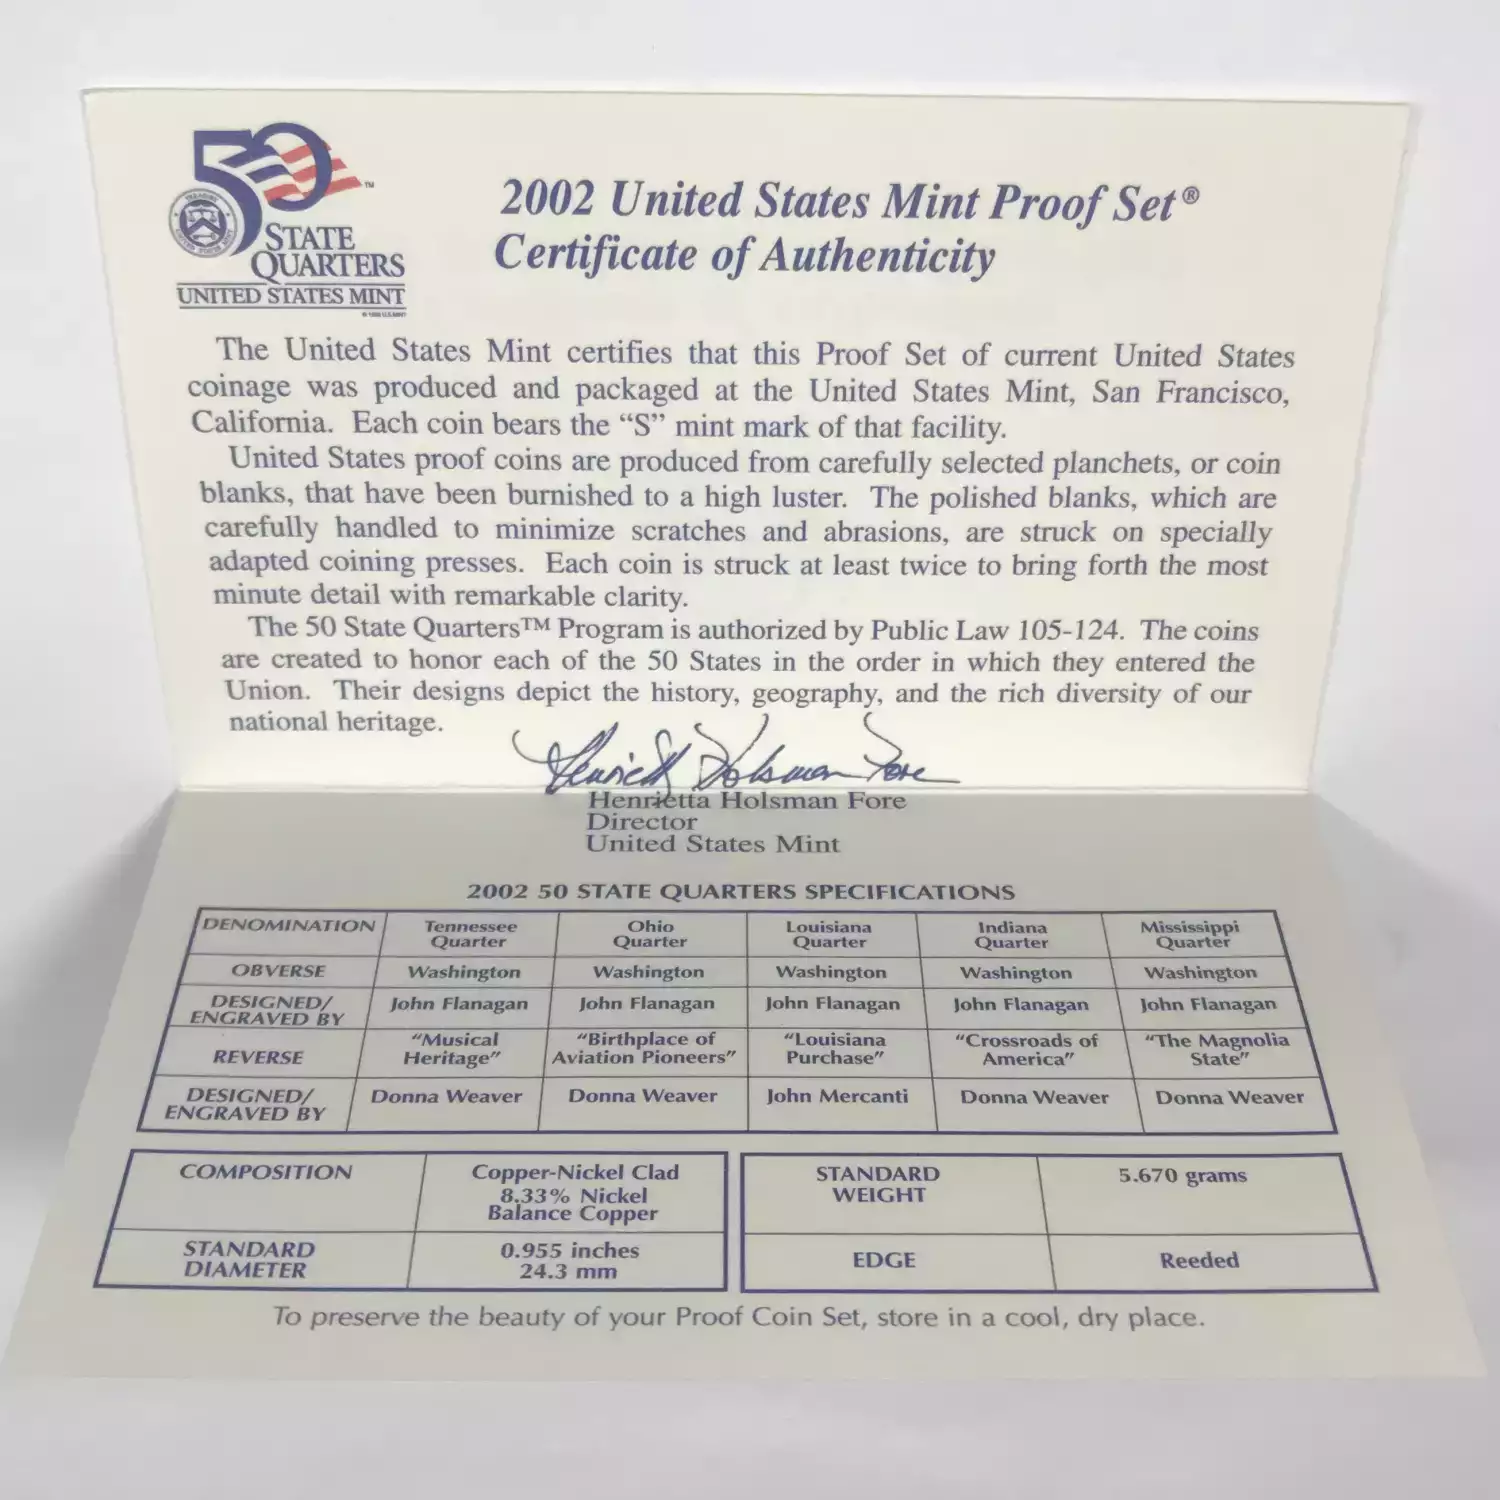 50
™
STATE
QUARTERS
UNITED STATES MINT
2002 United States Mint Proof Set®
Certificate of Authenticity
The United States Mint certifies that this Proof Set of current United States
coinage was produced and packaged at the United States Mint, San Francisco,
California. Each coin bears the “S” mint mark of that facility.
United States proof coins are produced from carefully selected planchets, or coin
blanks, that have been burnished to a high luster. The polished blanks, which are
carefully handled to minimize scratches and abrasions, are struck on specially
adapted coining presses. Each coin is struck at least twice to bring forth the most
minute detail with remarkable clarity.
The 50 State Quarters™ Program is authorized by Public Law 105-124. The coins
are created to honor each of the 50 States in the order in which they entered the
Union. Their designs depict the history, geography, and the rich diversity of our
national heritage.
Henrietta Holsman Fore
Henrietta Holsman Fore
Director
United States Mint
2002 50 STATE QUARTERS SPECIFICATIONS
DENOMINATION Tennessee Quarter Ohio Quarter Louisiana Quarter Indiana Quarter Mississippi Quarter
OBVERSE Washington Washington Washington Washington Washington
DESIGNED/ ENGRAVED BY John Flanagan John Flanagan John Flanagan John Flanagan John Flanagan
REVERSE “Musical Heritage” “Birthplace of Aviation Pioneers” “Louisiana Purchase” “Crossroads of America” “The Magnolia State”
DESIGNED/ ENGRAVED BY Donna Weaver Donna Weaver John Mercanti Donna Weaver Donna Weaver
COMPOSITION Copper-Nickel Clad
8.33% Nickel
Balance Copper
STANDARD DIAMETER 0.955 inches
24.3 mm
STANDARD WEIGHT 5.670 grams
EDGE Reeded
To preserve the beauty of your Proof Coin Set, store in a cool, dry place.